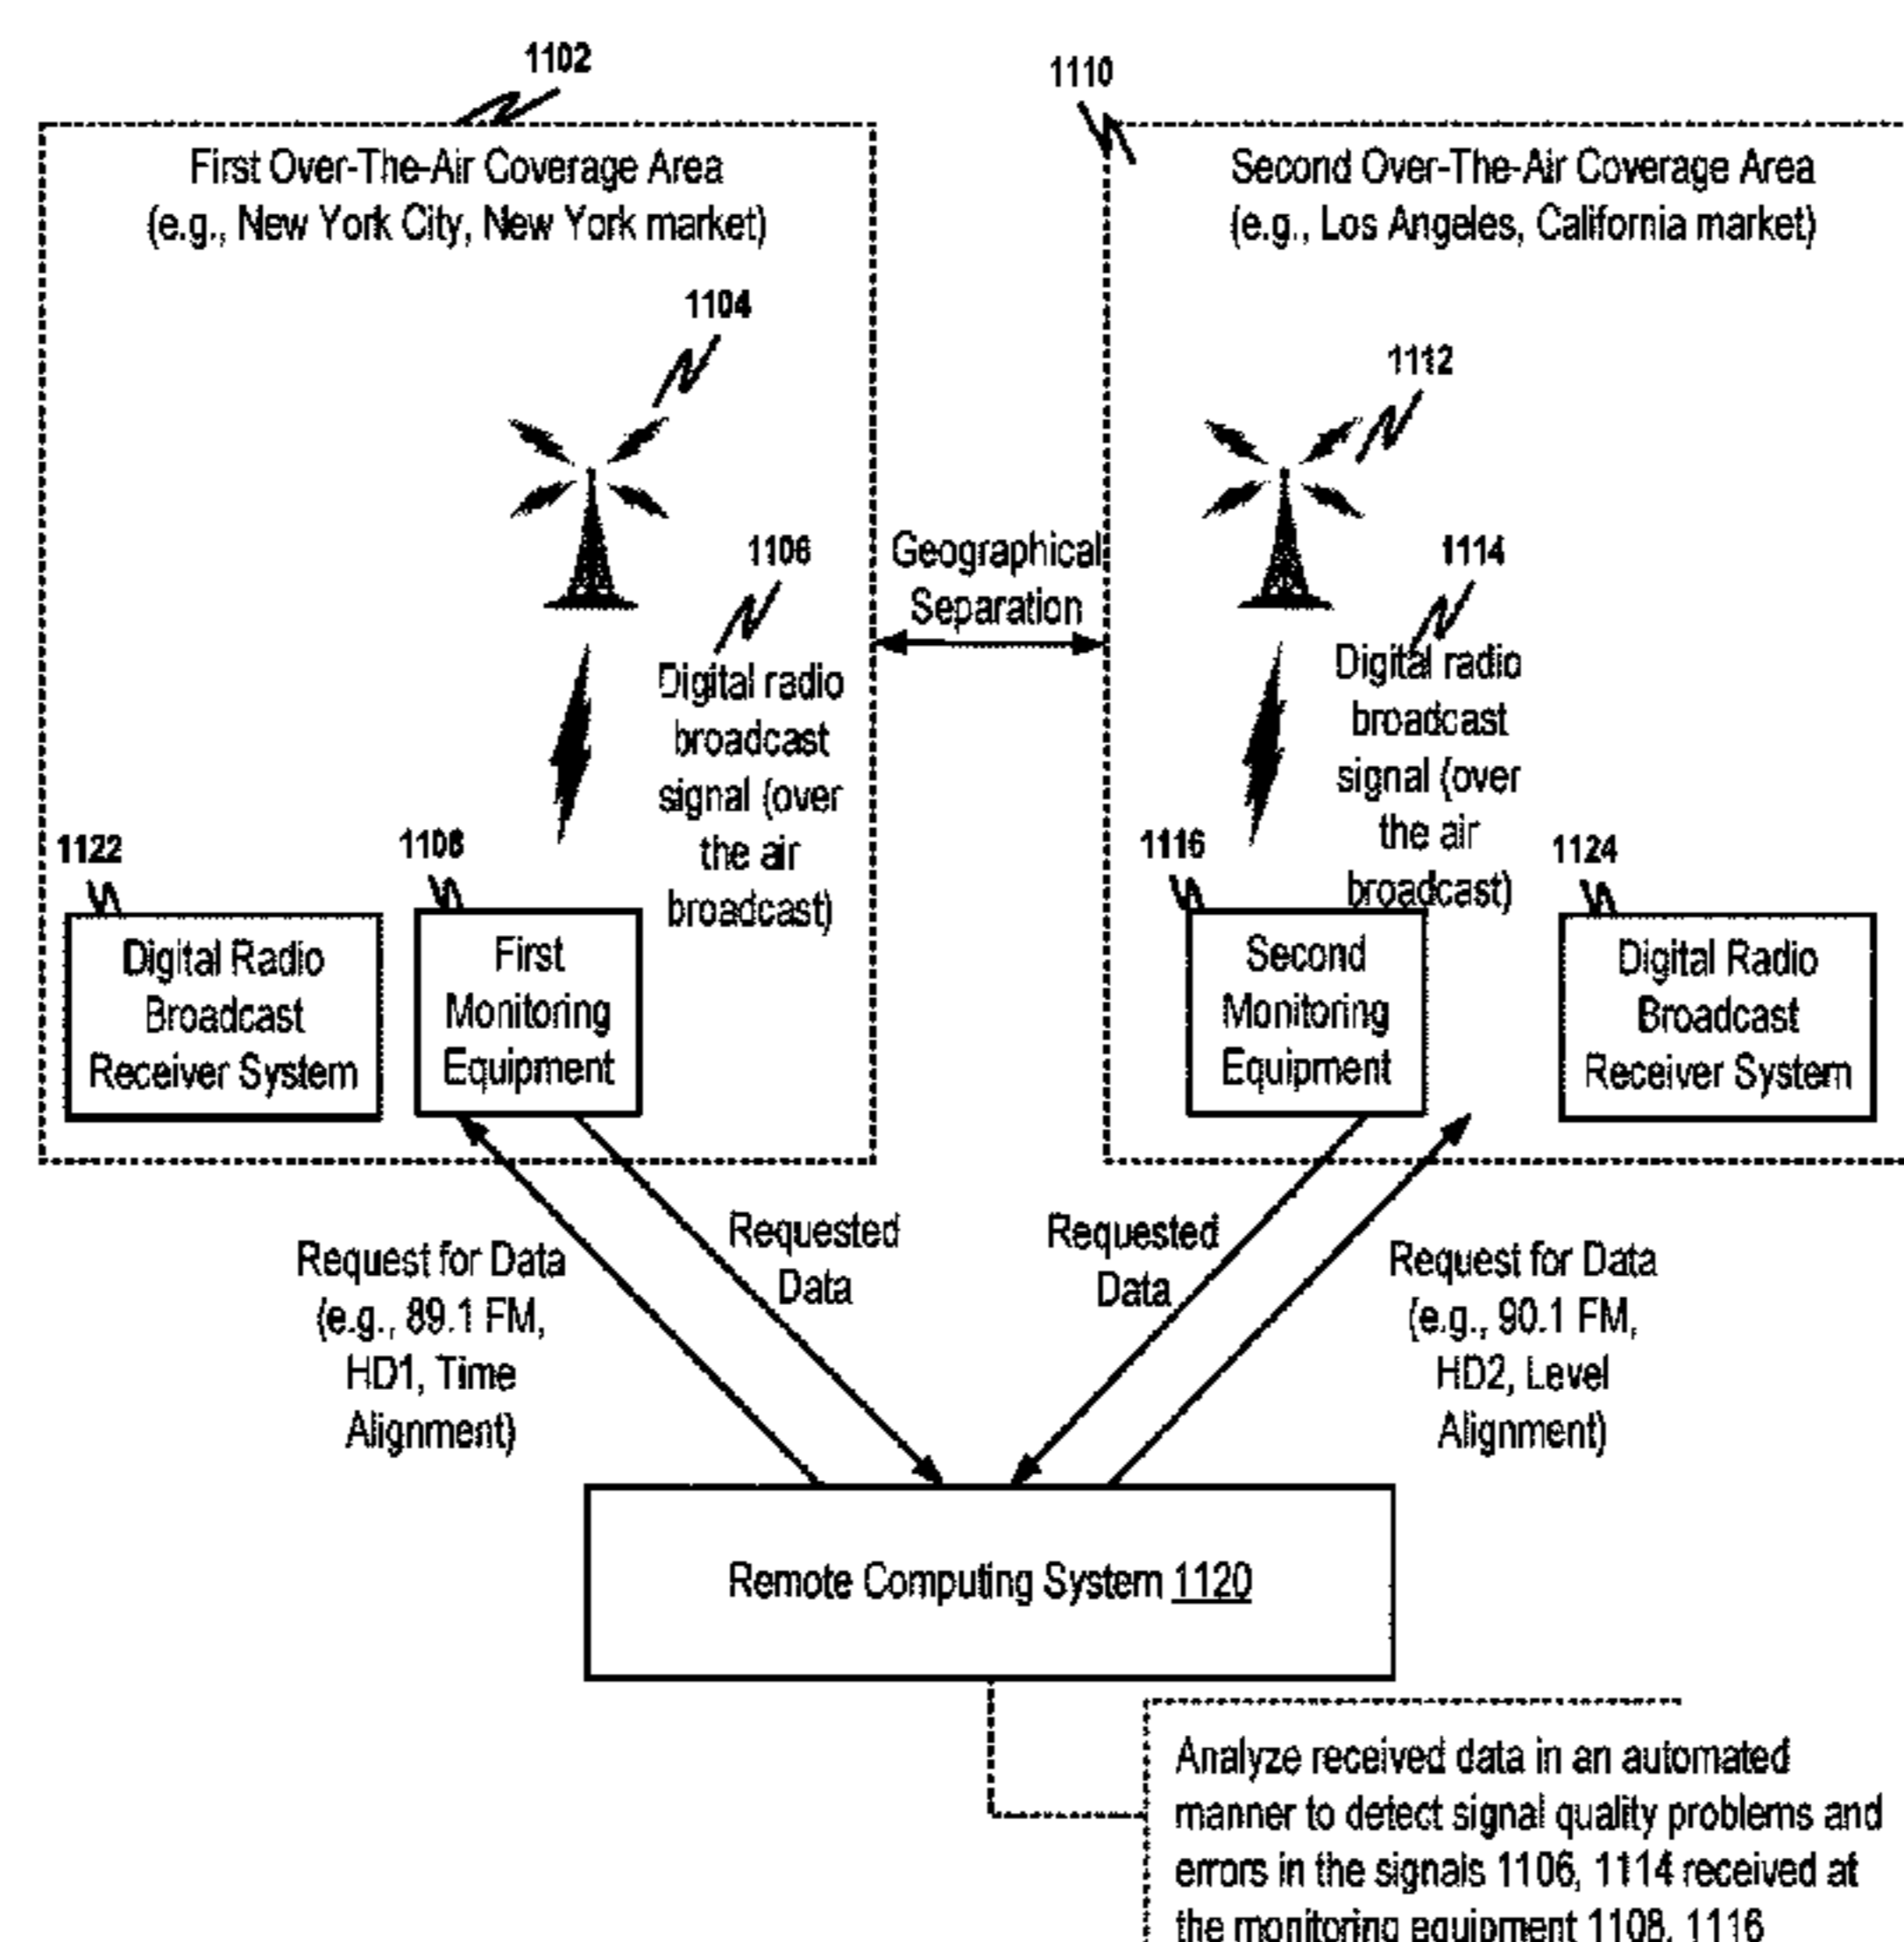 1102
1110
First Over-The-Air Coverage Area
(e.g., New York City, New York market)
Second Over-The-Air Coverage Area
(e.g., Los Angeles, California market)
1104
1112
1106
Geographical
Separation
1114
Digital radio
broadcast
signal (over
the air
broadcast)
Digital radio
broadcast
signal (over
the air
broadcast)
1122
1108
1116
1124
Digital Radio
Broadcast
Receiver System
First
Monitoring
Equipment
Second
Monitoring
Equipment
Digital Radio
Broadcast
Receiver System
Request for Data
(e.g., 89.1 FM,
HD1, Time
Alignment)
Requested
Data
Requested
Data
Request for Data
(e.g., 90.1 FM,
HD2, Level
Alignment)
Remote Computing System 1120
Analyze received data in an automated
manner to detect signal quality problems and
errors in the signals 1106, 1114 received at
the monitoring equipment 1108, 1116